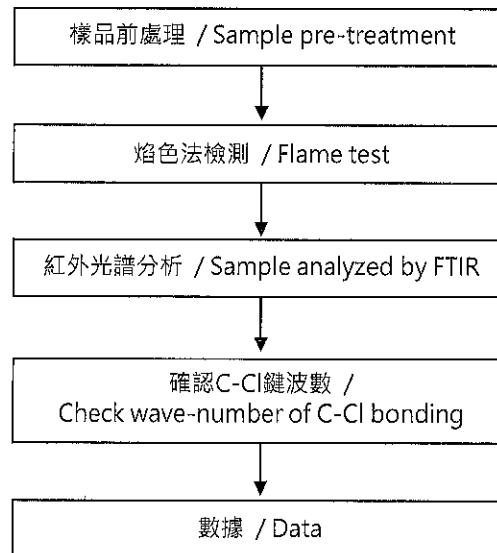 樣品前處理 / Sample pre-treatment
焰色法檢測 / Flame test
紅外光譜分析 / Sample analyzed by FTIR
確認C-Cl鍵波數 /
Check wave-number of C-Cl bonding
數據 / Data